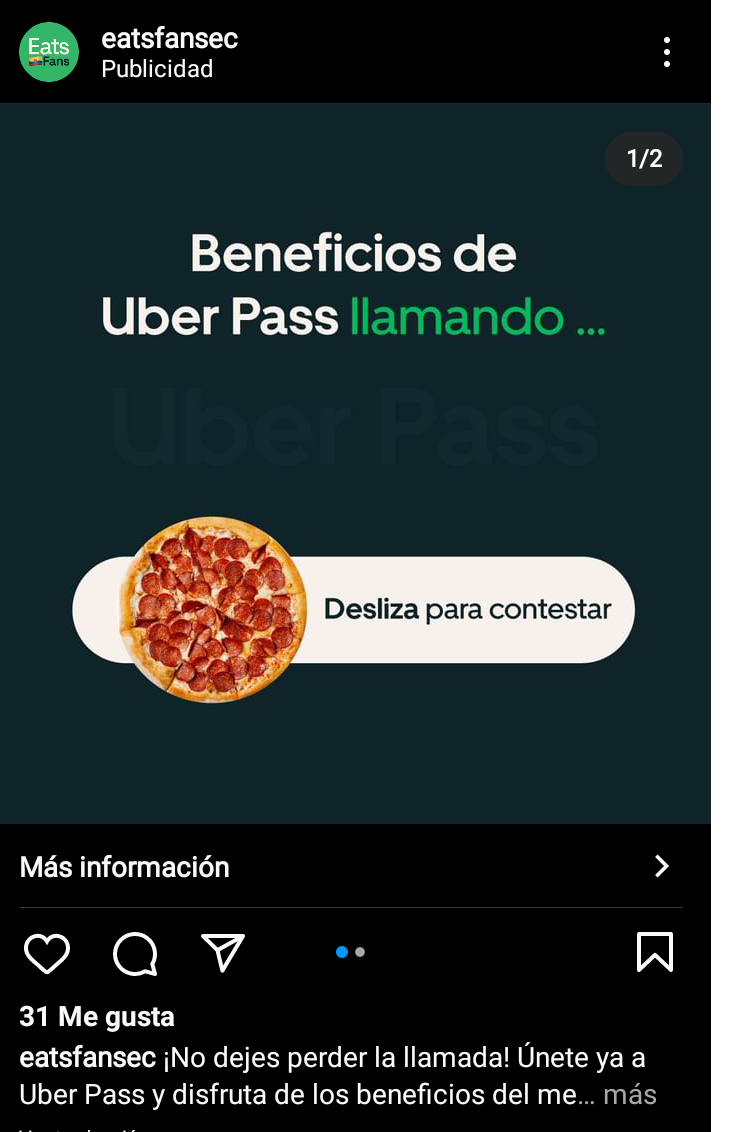 Eats
Fans
eatsfansec
Publicidad
1/2
Beneficios de
Uber Pass llamando ...
Uber Pass
Desliza para contestar
Más información
31 Me gusta
eatsfansec ¡No dejes perder la llamada! Únete ya a
Uber Pass y disfruta de los beneficios del me... más